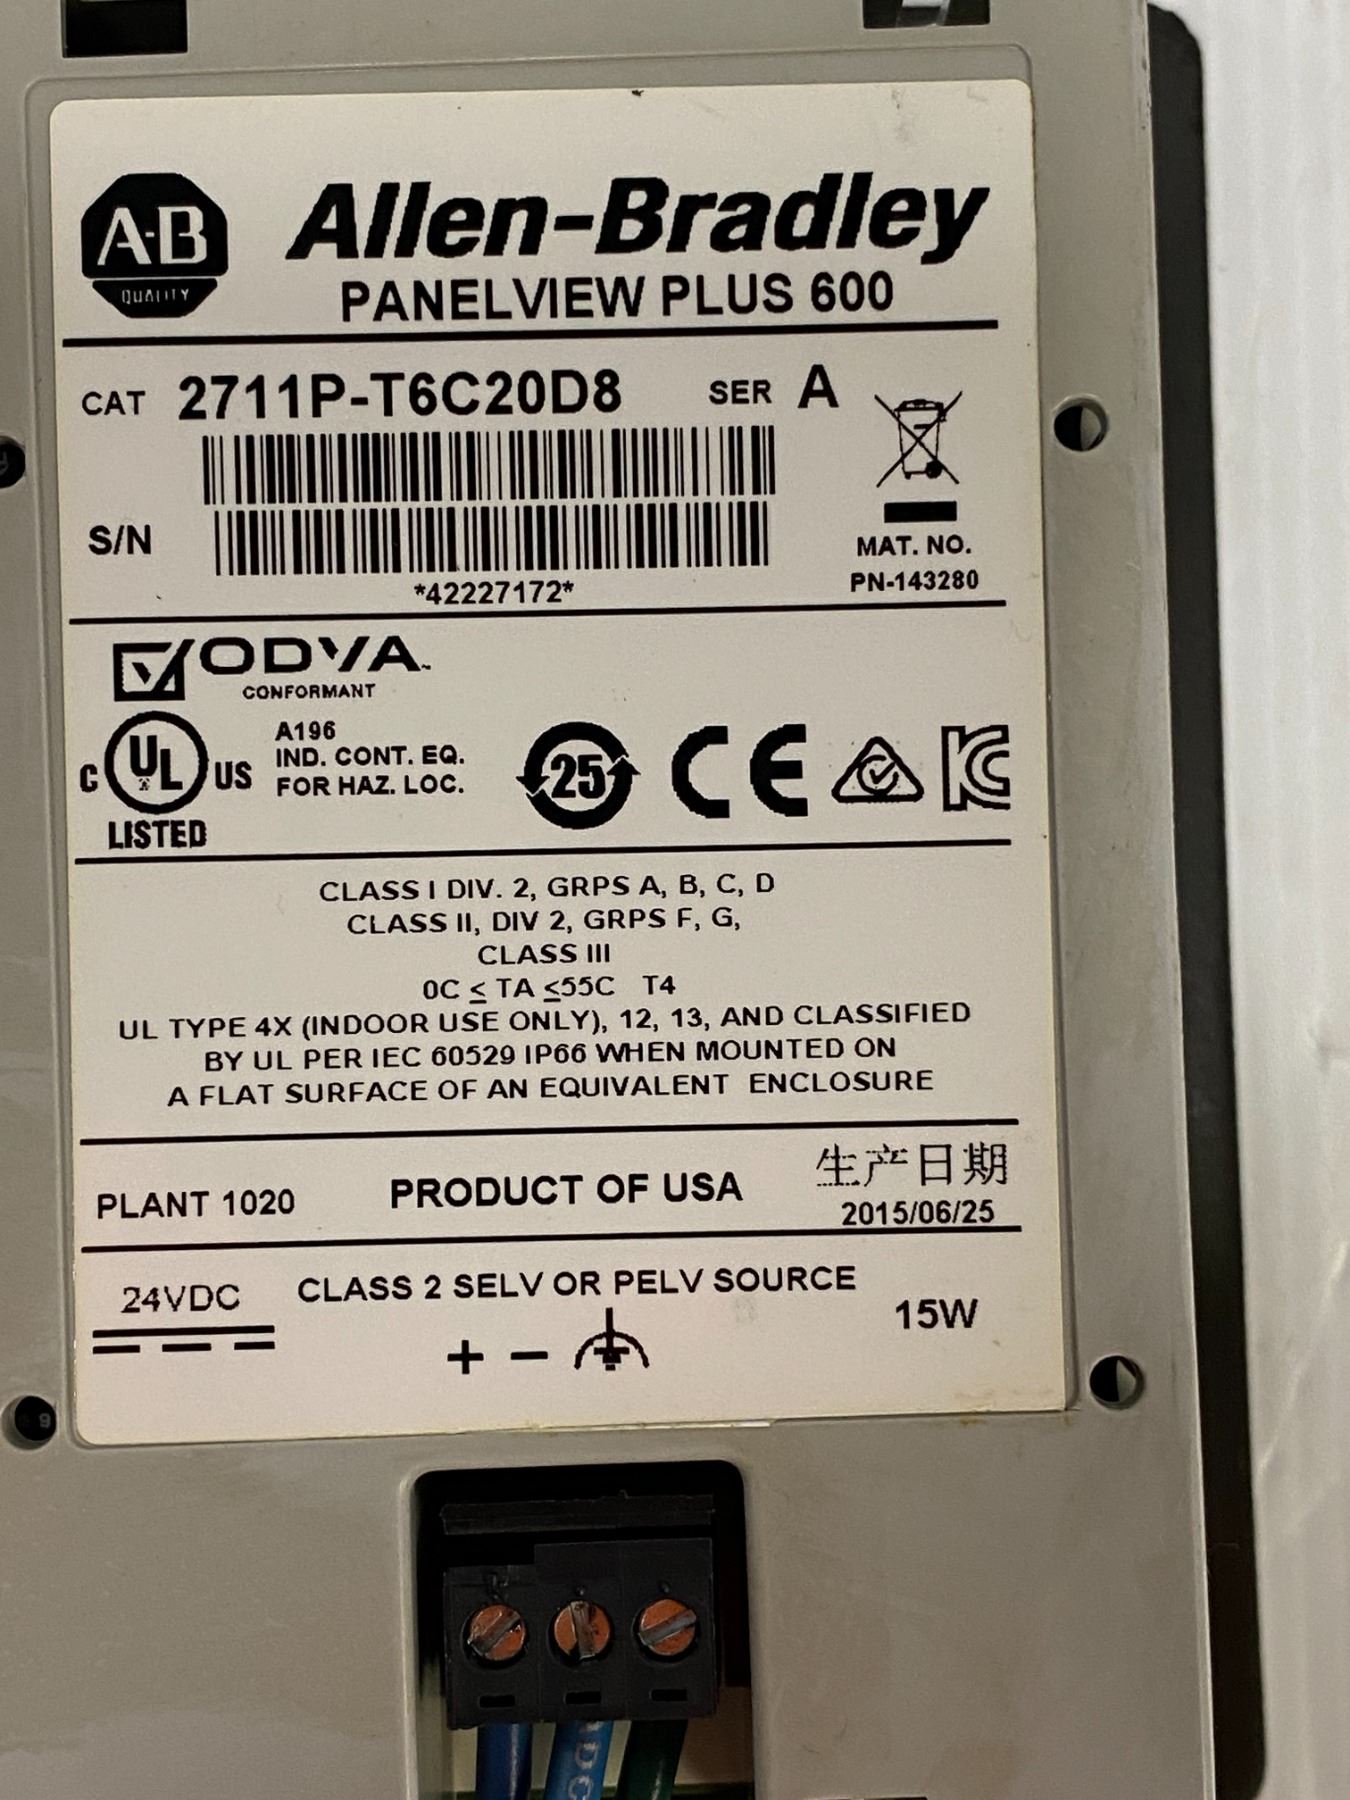 A·B
QUALITY
Allen-Bradley
PANELVIEW PLUS 600
CAT 2711P-T6C20D8 SER A
S/N
*42227172*
MAT. NO.
PN-143280
ODVA
CONFORMANT
C UL US
LISTED
A196
IND. CONT. EQ.
FOR HAZ. LOC.
25
CE
KC
CLASS I DIV. 2, GRPS A, B, C, D
CLASS II, DIV 2, GRPS F, G,
CLASS III
0C ≤ TA ≤55C T4
UL TYPE 4X (INDOOR USE ONLY), 12, 13, AND CLASSIFIED
BY UL PER IEC 60529 IP66 WHEN MOUNTED ON
A FLAT SURFACE OF AN EQUIVALENT ENCLOSURE
PLANT 1020
PRODUCT OF USA
生产日期
2015/06/25
24VDC
CLASS 2 SELV OR PELV SOURCE
15W
+ −
DC